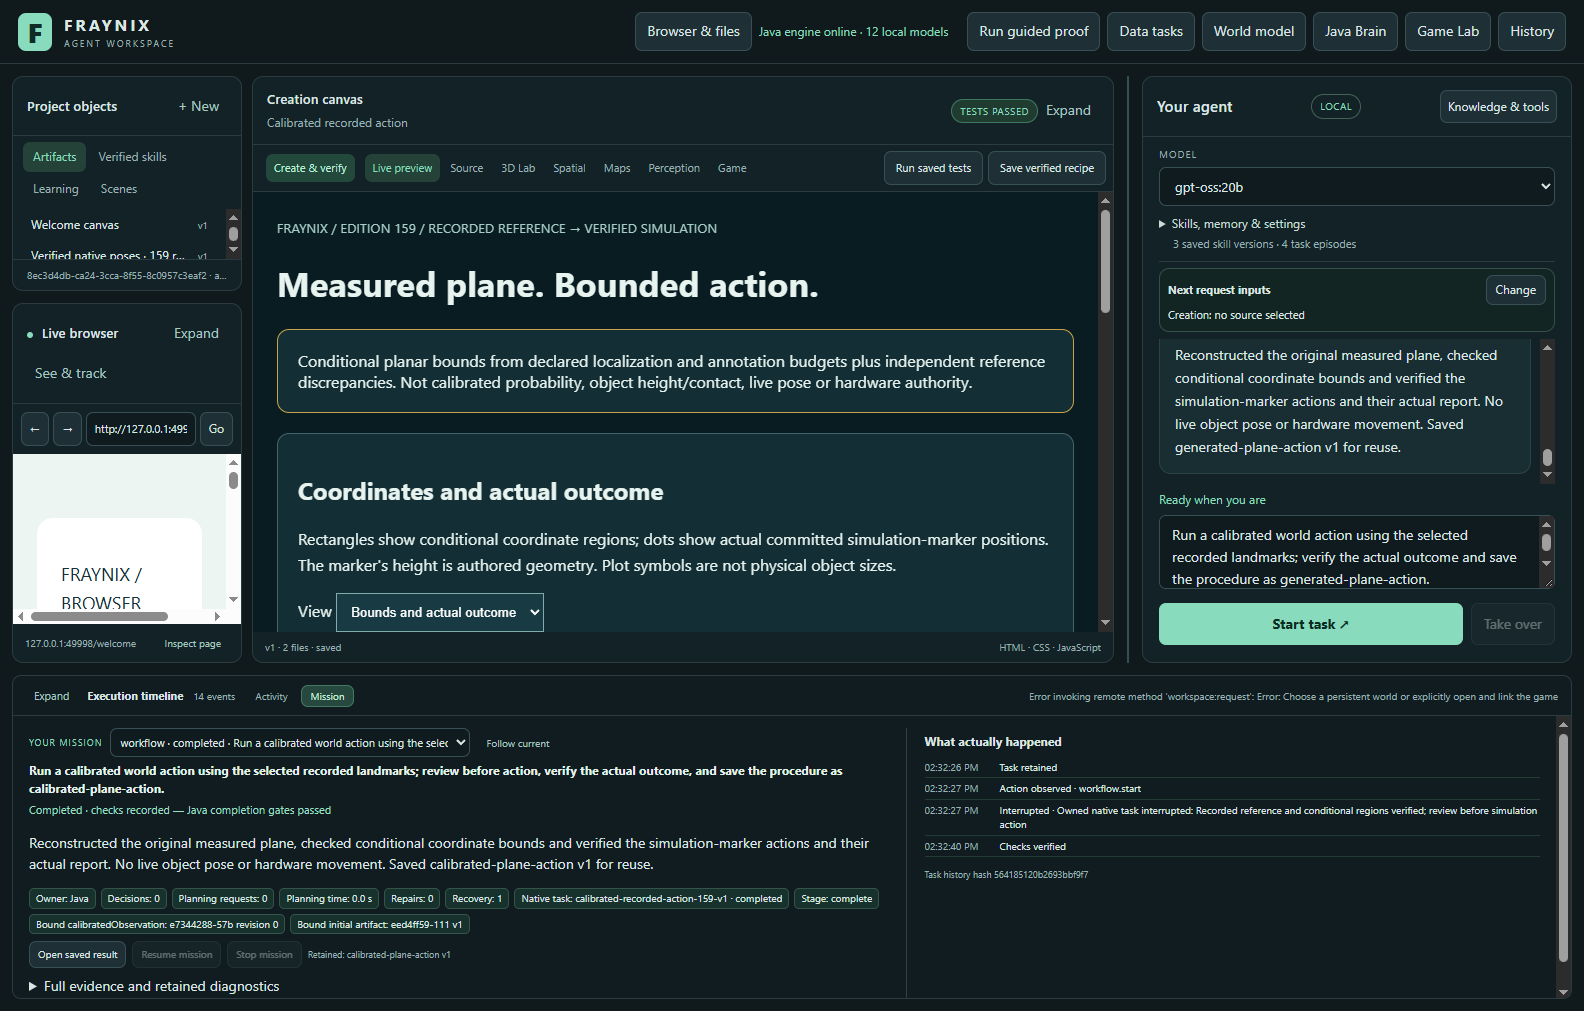 F
FRAYNIX
AGENT WORKSPACE
Browser & files
Java engine online · 12 local models
Run guided proof
Data tasks
World model
Java Brain
Game Lab
History
Project objects
+ New
Artifacts
Verified skills
Learning
Scenes
Welcome canvas
v1
Verified native poses · 159 r...
v1
8ec3d4db-ca24-3cca-8f55-8c0957c3eaf2 · a...
Live browser
Expand
See & track
←
→
http://127.0.0.1:499
Go
FRAYNIX /
BROWSER
127.0.0.1:49998/welcome
Inspect page
Creation canvas
Calibrated recorded action
TESTS PASSED
Expand
Create & verify
Live preview
Source
3D Lab
Spatial
Maps
Perception
Game
Run saved tests
Save verified recipe
FRAYNIX / EDITION 159 / RECORDED REFERENCE → VERIFIED SIMULATION
Measured plane. Bounded action.
Conditional planar bounds from declared localization and annotation budgets plus independent reference
discrepancies. Not calibrated probability, object height/contact, live pose or hardware authority.
Coordinates and actual outcome
Rectangles show conditional coordinate regions; dots show actual committed simulation-marker positions.
The marker's height is authored geometry. Plot symbols are not physical object sizes.
View
Bounds and actual outcome
v1 · 2 files · saved
HTML · CSS · JavaScript
Your agent
LOCAL
Knowledge & tools
MODEL
gpt-oss:20b
Skills, memory & settings
3 saved skill versions · 4 task episodes
Next request inputs
Change
Creation: no source selected
Reconstructed the original measured plane, checked
conditional coordinate bounds and verified the
simulation-marker actions and their actual report. No
live object pose or hardware movement. Saved
generated-plane-action v1 for reuse.
Ready when you are
Run a calibrated world action using the selected
recorded landmarks; verify the actual outcome and save
the procedure as generated-plane-action.
Start task ↗
Take over
Expand
Execution timeline
14 events
Activity
Mission
Error invoking remote method 'workspace:request': Error: Choose a persistent world or explicitly open and link the game
YOUR MISSION
workflow · completed · Run a calibrated world action using the selec
Follow current
Run a calibrated world action using the selected recorded landmarks; review before action, verify the actual outcome, and save the procedure as
calibrated-plane-action.
Completed · checks recorded — Java completion gates passed
Reconstructed the original measured plane, checked conditional coordinate bounds and verified the simulation-marker actions and their
actual report. No live object pose or hardware movement. Saved calibrated-plane-action v1 for reuse.
Owner: Java
Decisions: 0
Planning requests: 0
Planning time: 0.0 s
Repairs: 0
Recovery: 1
Native task: calibrated-recorded-action-159-v1 · completed
Stage: complete
Bound calibratedObservation: e7344288-57b revision 0
Bound initial artifact: eed4ff59-111 v1
Open saved result
Resume mission
Stop mission
Retained: calibrated-plane-action v1
Full evidence and retained diagnostics
What actually happened
02:32:26 PM
Task retained
02:32:27 PM
Action observed · workflow.start
02:32:27 PM
Interrupted · Owned native task interrupted: Recorded reference and conditional regions verified; review before simulation
action
02:32:40 PM
Checks verified
Task history hash 564185120b2693bbf9f7